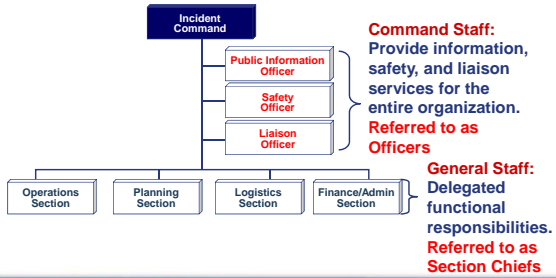 Incident
Command
Public Information
Officer
Safety
Officer
Liaison
Officer
Command Staff:
Provide information,
safety, and liaison
services for the
entire organization.
Referred to as
Officers
Operations
Section
Planning
Section
Logistics
Section
Finance/Admin
Section
General Staff:
Delegated
functional
responsibilities.
Referred to as
Section Chiefs